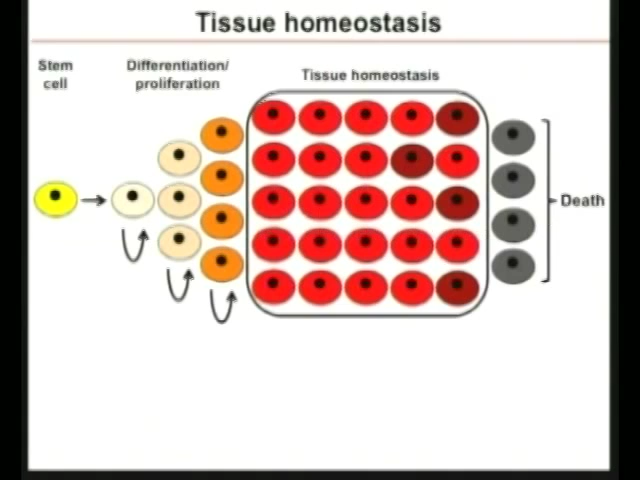 Tissue homeostasis
Stem
cell
Differentiation/
proliferation
Tissue homeostasis
Death